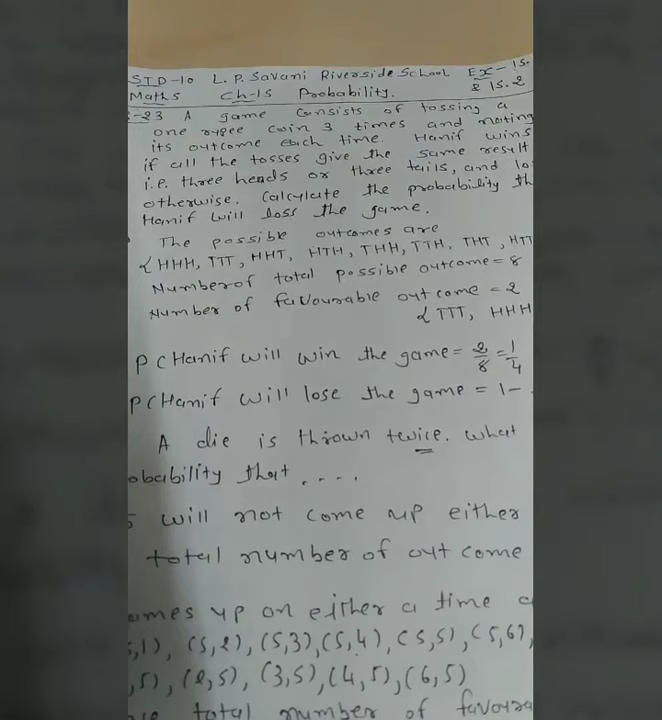 STD-10 L. P. Savani Riverside School Ex-15.
Maths Ch-15 Probability. & 15.2
-23 A game consists of tossing a
one rupee coin 3 times and noting
its outcome each time. Hanif wins
if all the tosses give the same result
i.e. three heads or three tails, and lo
otherwise. Calculate the probability th
Hanif will loss the game.
The possible outcomes are
{HHH, TTT, HHT, HTH, THH, TTH, THT, HTT
Number of total possible outcome = 8
Number of favourable outcome = 2
{TTT, HHH
P(Hanif will win the game = 2/8 = 1/4
P(Hanif will lose the game = 1-
A die is thrown twice. What
obability that ....
5 will not come up either
total number of out come
omes up on either a time a
5,1), (5,2), (5,3), (5,4), (5,5), (5,6),
,5), (2,5), (3,5), (4,5), (6,5)
total number of favoura